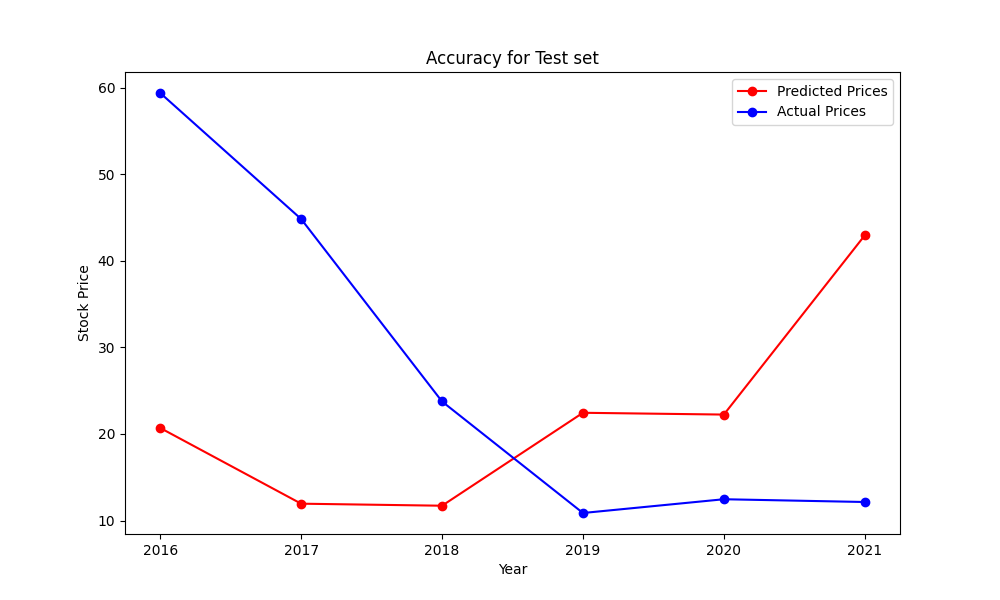 Accuracy for Test set
Predicted Prices
Actual Prices
60
50
40
30
20
10
Stock Price
2016 2017 2018 2019 2020 2021
Year